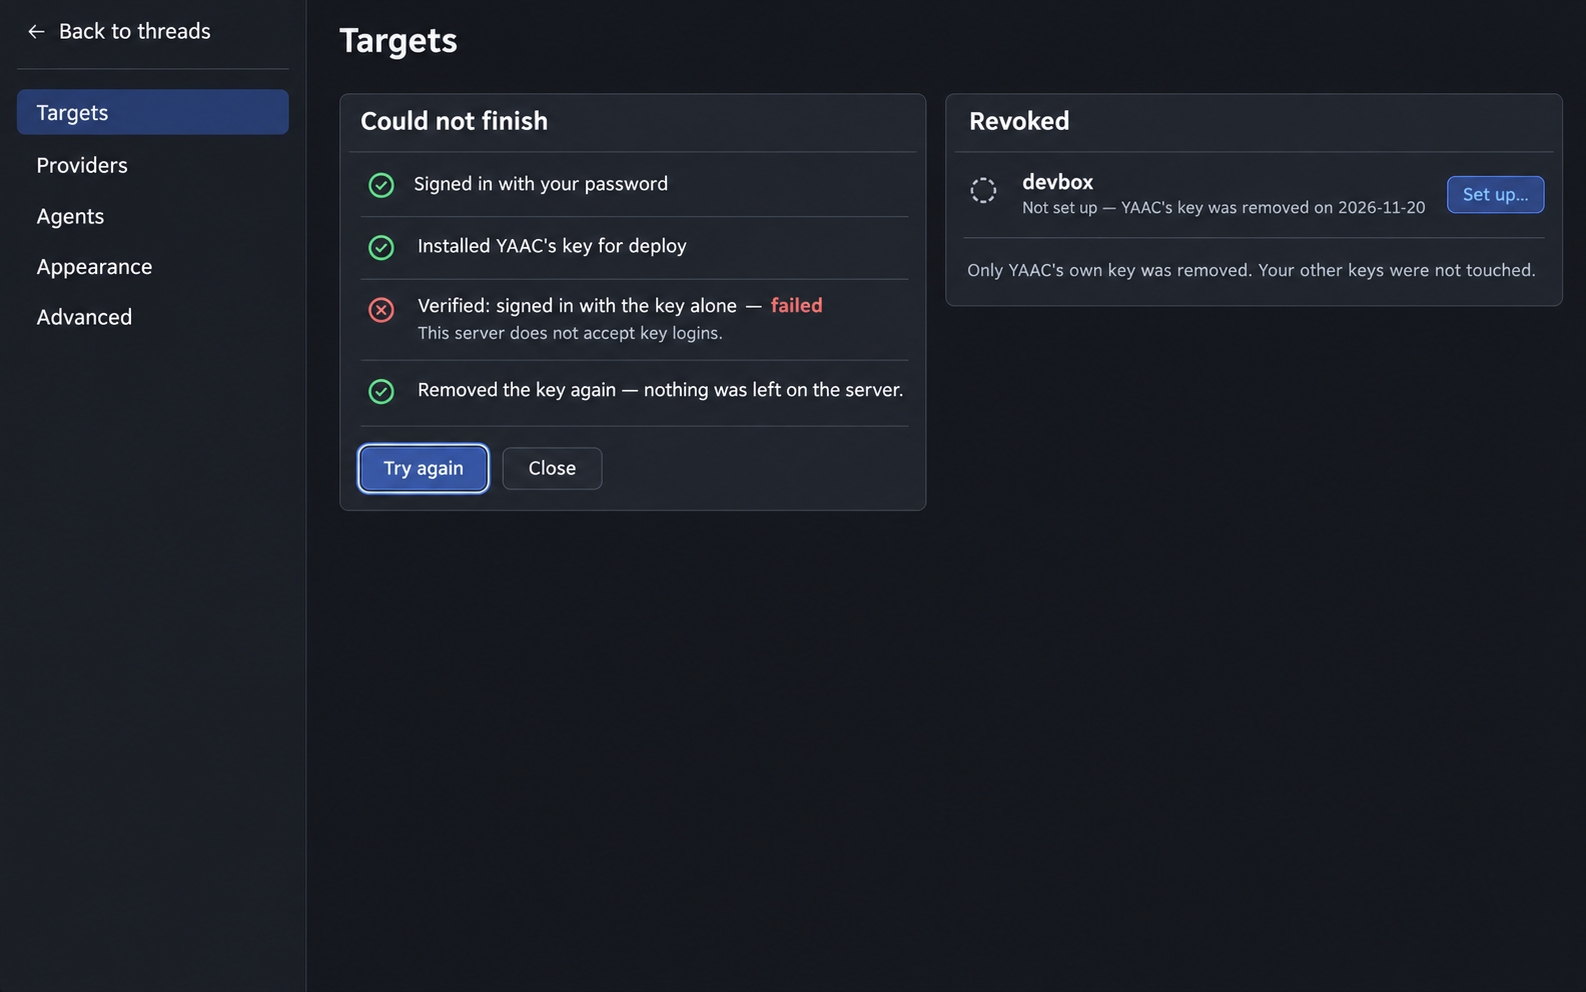 ← Back to threads
Targets
Providers
Agents
Appearance
Advanced
Targets
Could not finish
Signed in with your password
Installed YAAC's key for deploy
Verified: signed in with the key alone — failed
This server does not accept key logins.
Removed the key again — nothing was left on the server.
Try again
Close
Revoked
devbox
Not set up — YAAC's key was removed on 2026-11-20
Set up...
Only YAAC's own key was removed. Your other keys were not touched.